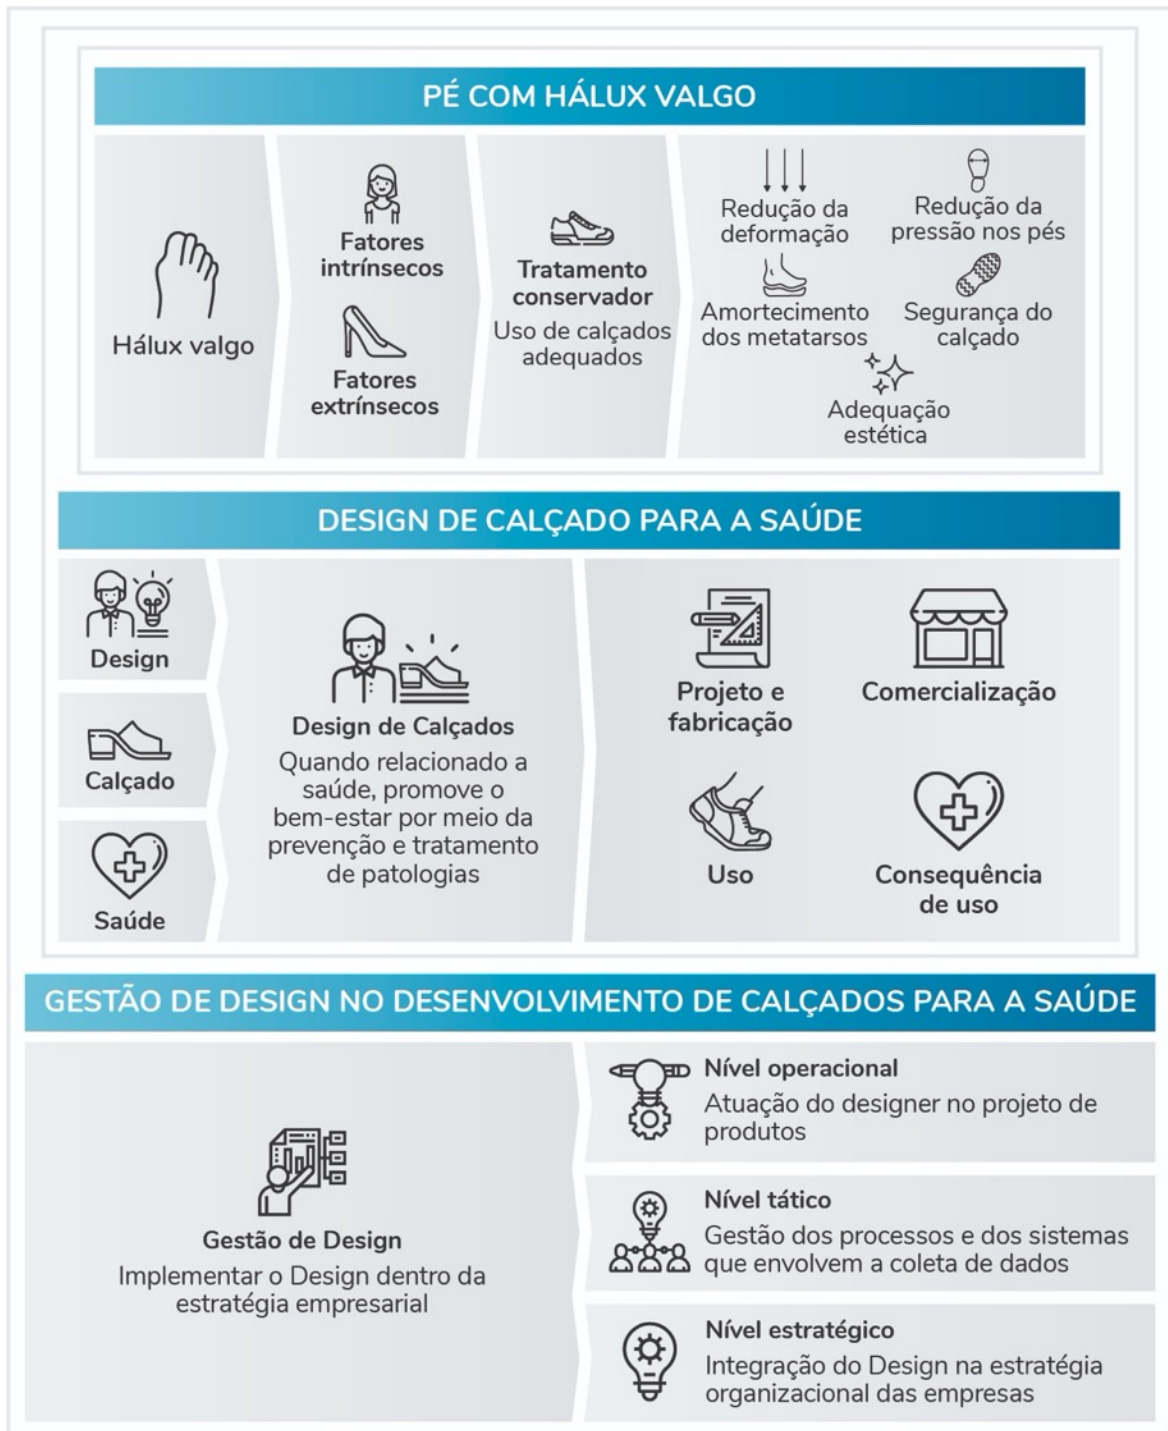 PÉ COM HÁLUX VALGO
Hálux valgo
Fatores
intrínsecos
Fatores
extrínsecos
Tratamento
conservador
Uso de calçados
adequados
Redução da
deformação
Redução da
pressão nos pés
Amortecimento
dos metatarsos
Segurança do
calçado
Adequação
estética
DESIGN DE CALÇADO PARA A SAÚDE
Design
Calçado
Saúde
Design de Calçados
Quando relacionado a
saúde, promove o
bem-estar por meio da
prevenção e tratamento
de patologias
Projeto e
fabricação
Comercialização
Uso
Consequência
de uso
GESTÃO DE DESIGN NO DESENVOLVIMENTO DE CALÇADOS PARA A SAÚDE
Gestão de Design
Implementar o Design dentro da
estratégia empresarial
Nível operacional
Atuação do designer no projeto de
produtos
Nível tático
Gestão dos processos e dos sistemas
que envolvem a coleta de dados
Nível estratégico
Integração do Design na estratégia
organizacional das empresas